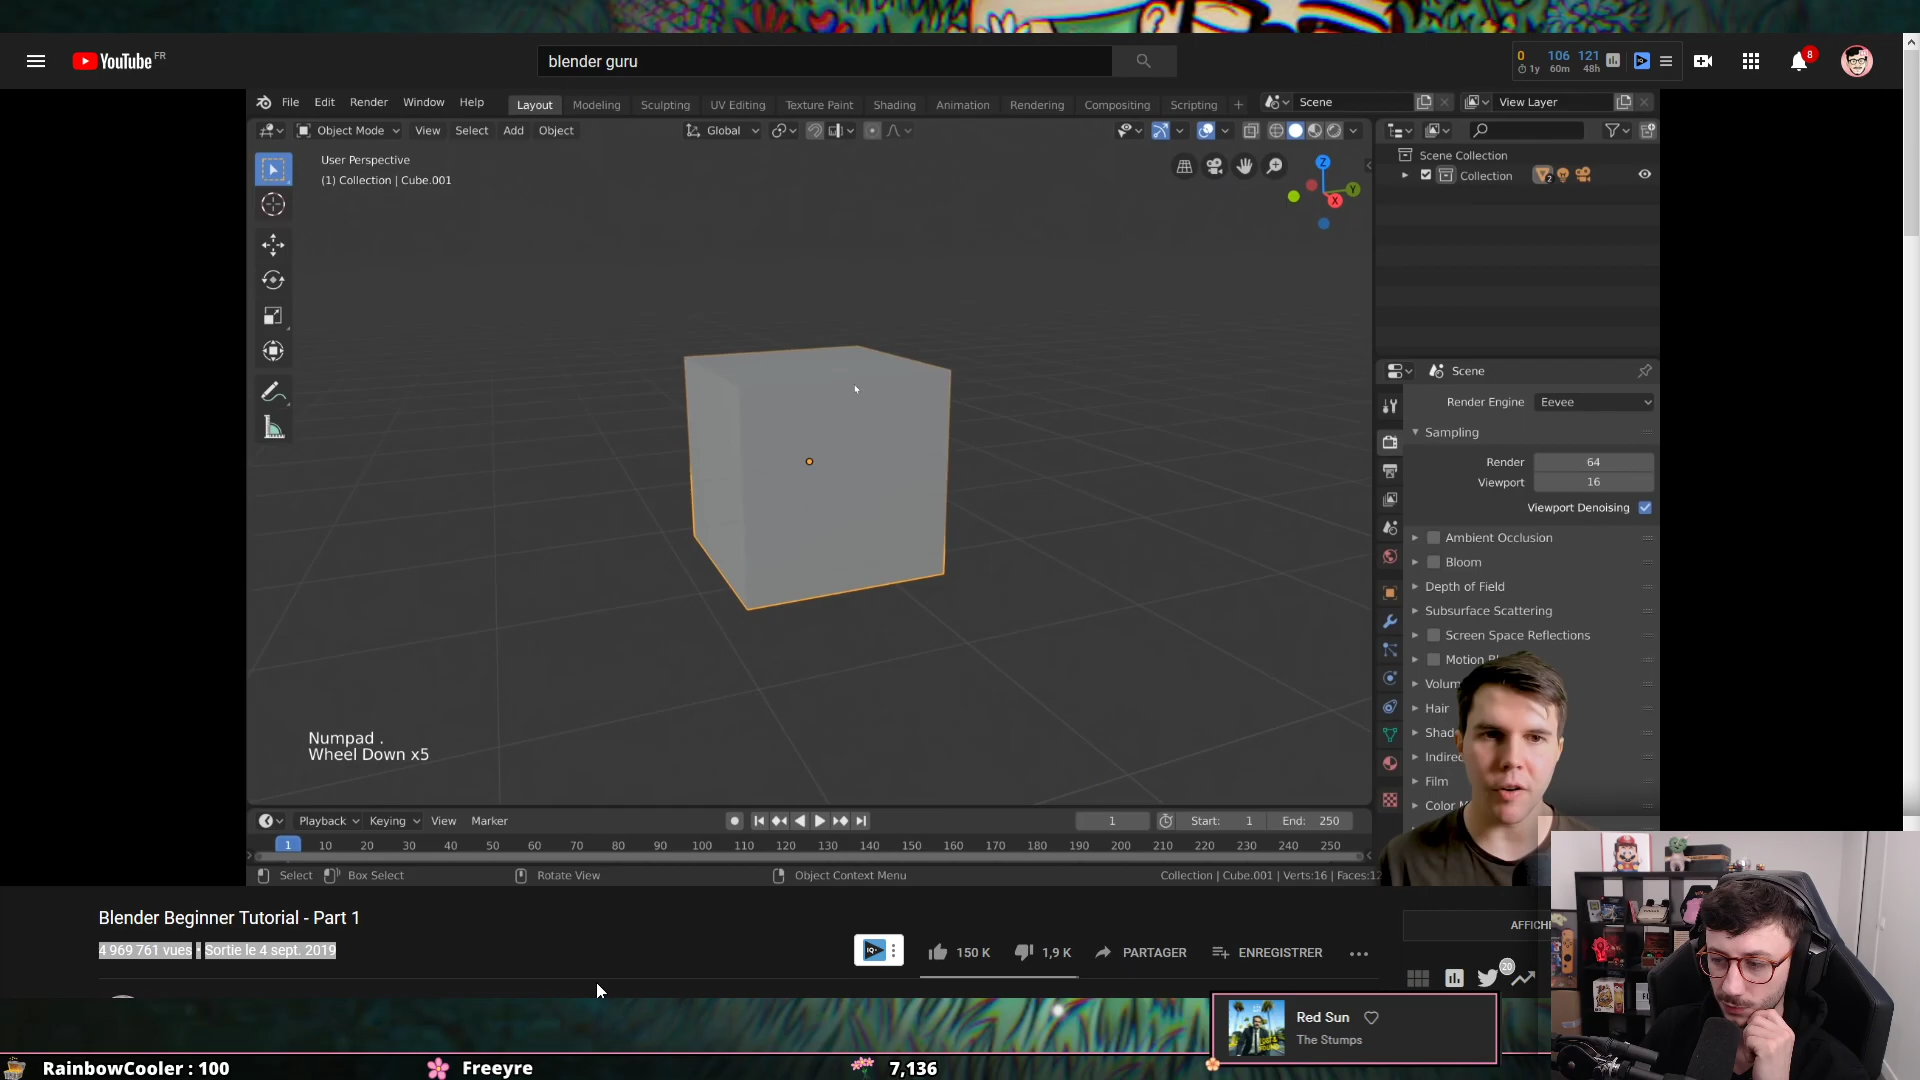 YouTube FR
blender guru
0 106 121
1y 60m 48h
8
File Edit Render Window Help
Layout Modeling Sculpting UV Editing Texture Paint Shading Animation Rendering Compositing Scripting +
Scene
View Layer
Object Mode View Select Add Object
Global
User Perspective
(1) Collection | Cube.001
Z
Y
X
Scene Collection
Collection
2
Scene
Render Engine Eevee
Sampling
Render 64
Viewport 16
Viewport Denoising
Ambient Occlusion
Bloom
Depth of Field
Subsurface Scattering
Screen Space Reflections
Motion
Volum
Hair
Shad
Indirec
Film
Color M
Numpad .
Wheel Down x5
Playback Keying View Marker
1
Start: 1
End: 250
1 10 20 30 40 50 60 70 80 90 100 110 120 130 140 150 160 170 180 190 200 210 220 230 240 250
Select Box Select Rotate View Object Context Menu
Collection | Cube.001 | Verts:16 | Faces:12
Blender Beginner Tutorial - Part 1
4 969 761 vues • Sortie le 4 sept. 2019
IQ
150 K
1,9 K
PARTAGER
ENREGISTRER
AFFICHE
20
Red Sun
The Stumps
RainbowCooler : 100
Freeyre
7,136